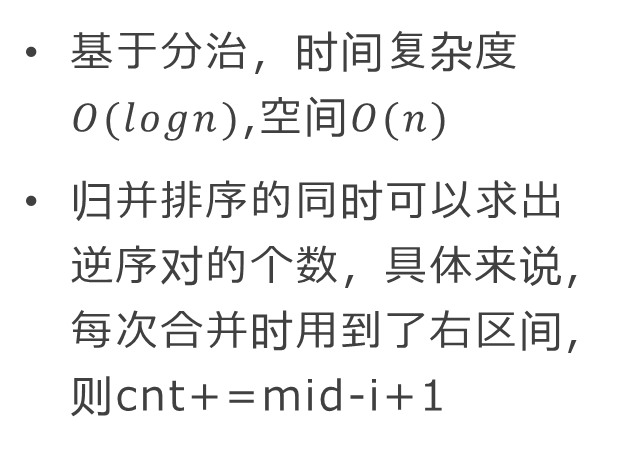 • 基于分治，时间复杂度
O(logn),空间O(n)
• 归并排序的同时可以求出
逆序对的个数，具体来说，
每次合并时用到了右区间，
则cnt+=mid-i+1